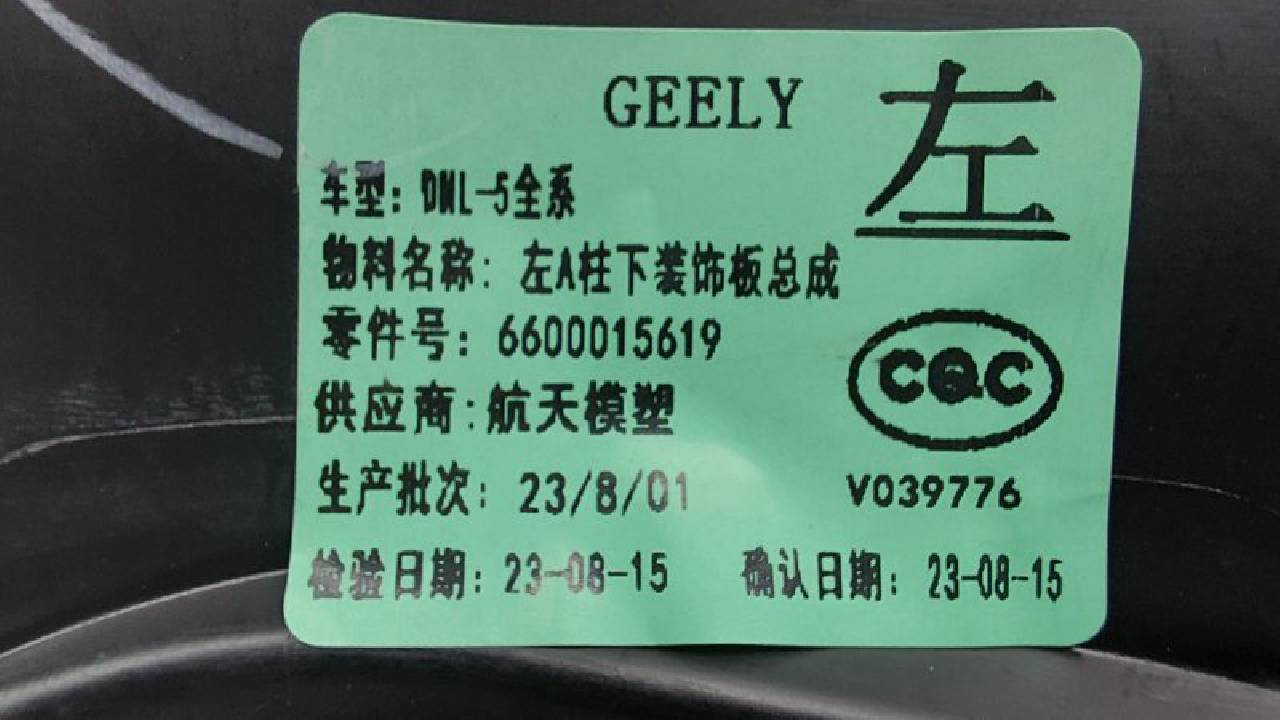 GEELY
左
车型：DNL-5全系
物料名称：左A柱下装饰板总成
零件号：6600015619
CQC
供应商：航天模塑
生产批次：23/8/01
V039776
检验日期：23-08-15 确认日期：23-08-15